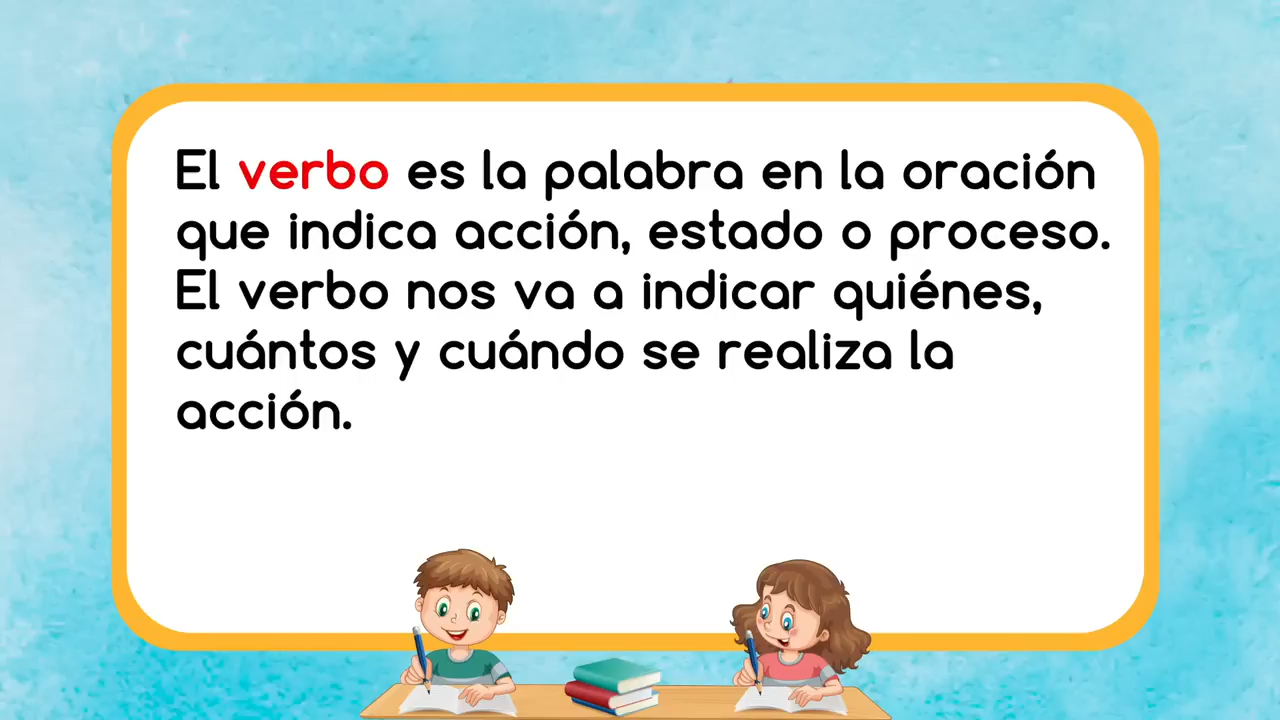 El verbo es la palabra en la oración
que indica acción, estado o proceso.
El verbo nos va a indicar quiénes,
cuántos y cuándo se realiza la
acción.